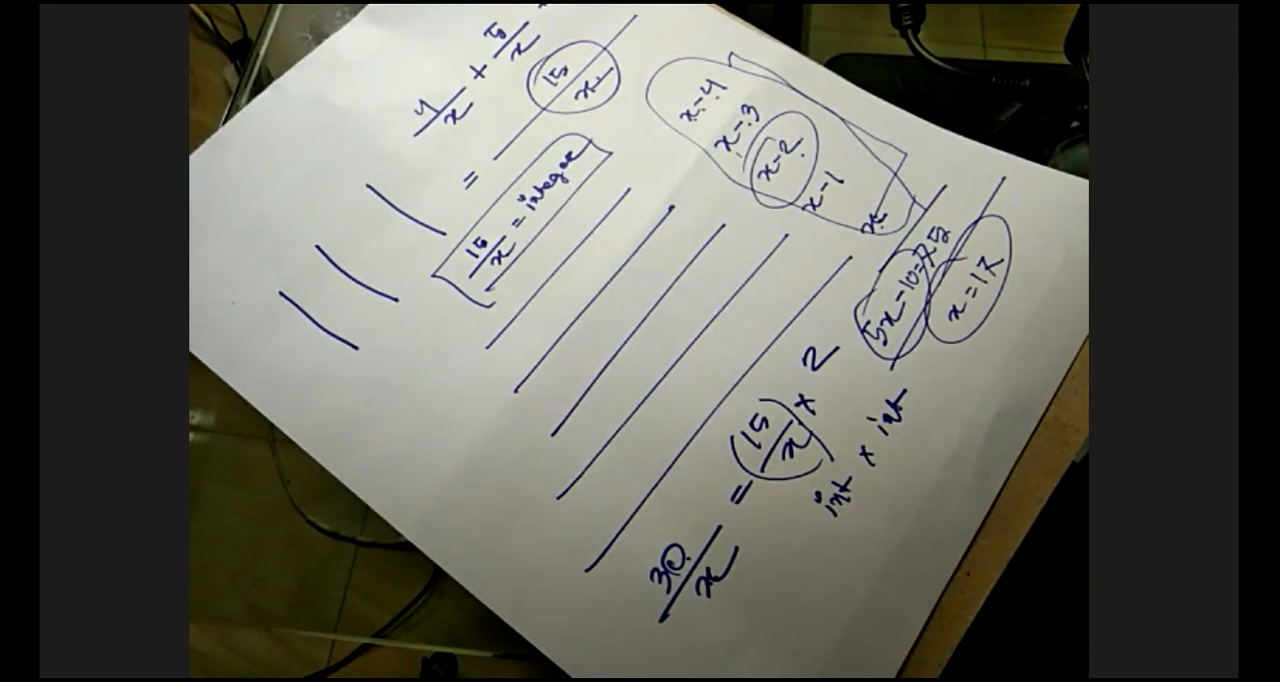 4/x + 5/x +
= 15/x
15/x = integer
x-4
x-3
x-2
x-1
x
5x-10=75
x=17
30/x = (15/x) x 2
int x int